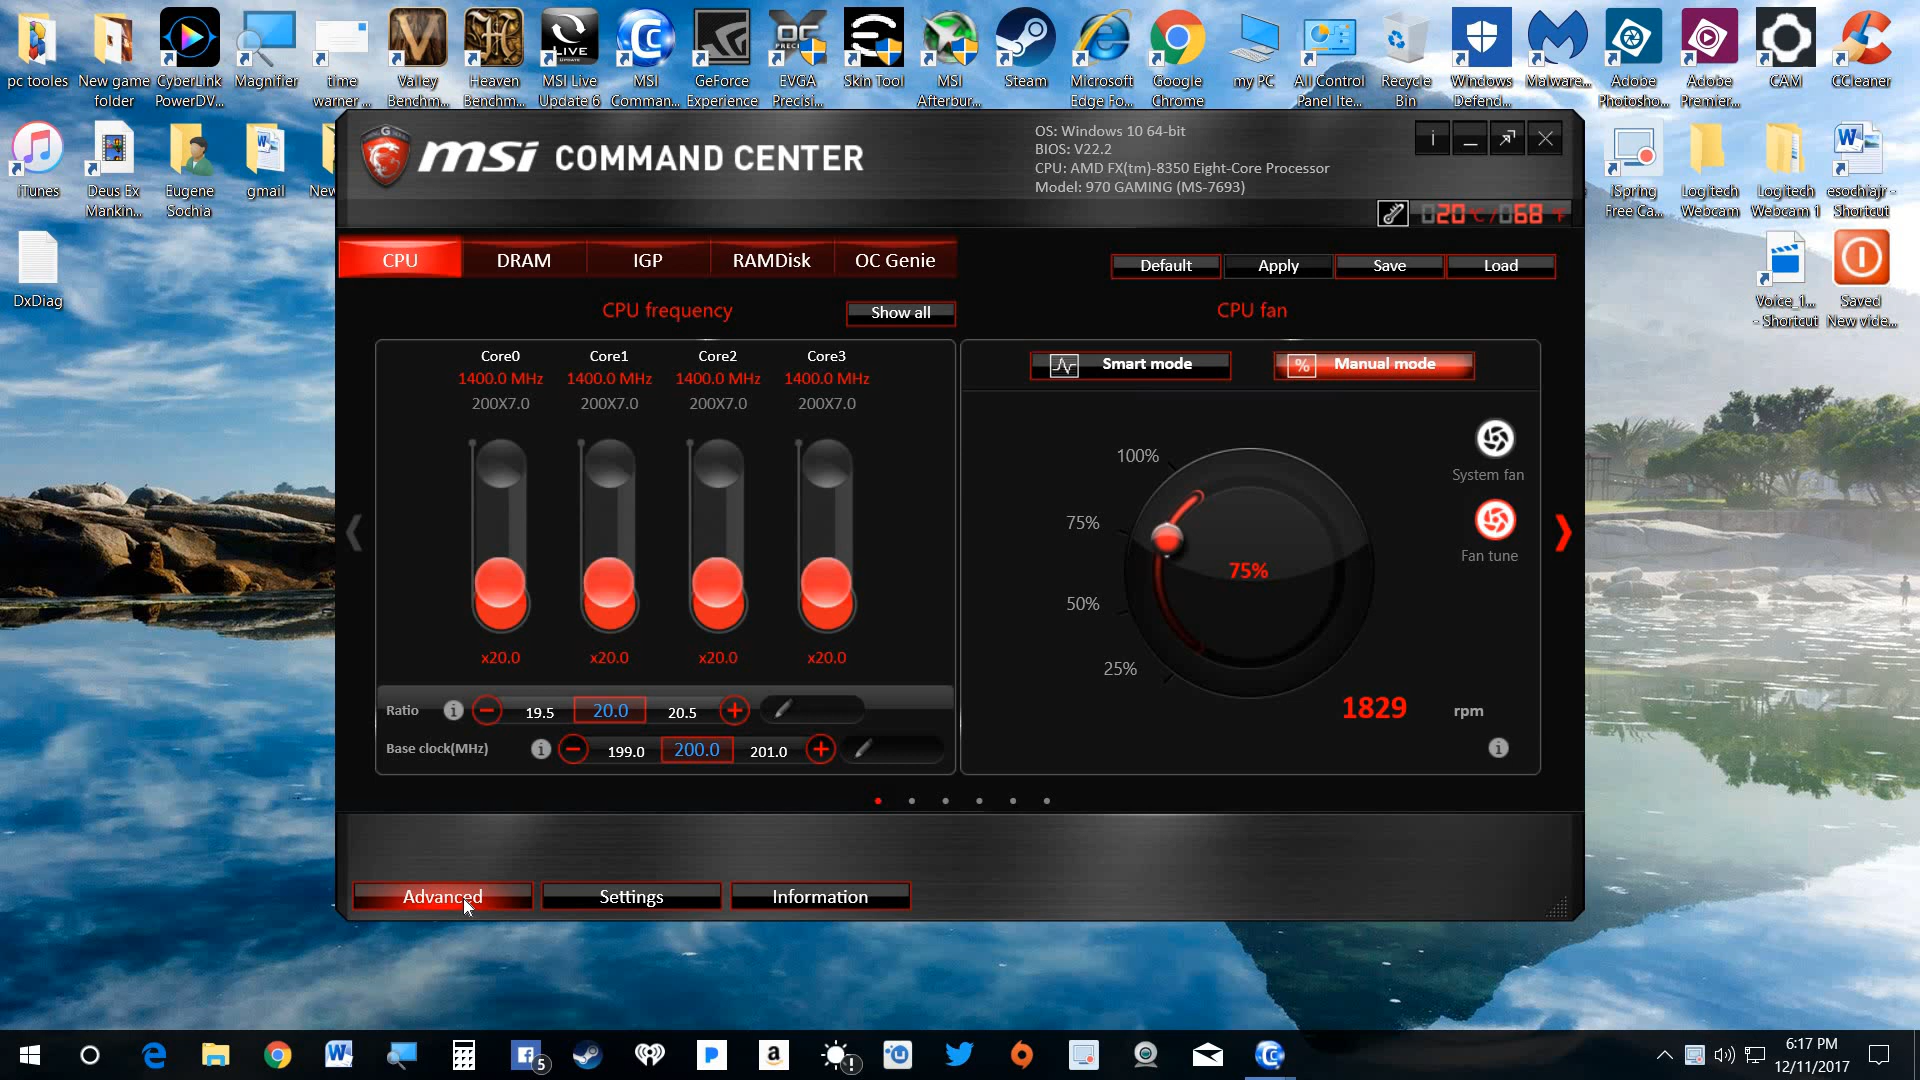 pc tooles
New game
folder
CyberLink
PowerDV...
Magnifier
time
warner ...
Valley
Benchm...
Heaven
Benchm...
MSI Live
Update 6
MSI
Comman...
GeForce
Experience
EVGA
Precisi...
Skin Tool
MSI
Afterbur...
Steam
Microsoft
Edge Fo...
Google
Chrome
my PC
All Control
Panel Ite...
Recycle
Bin
Windows
Defend...
Malware...
Adobe
Photosho...
Adobe
Premier...
CAM
CCleaner
iTunes
Deus Ex
Mankin...
Eugene
Sochia
gmail
New
iSpring
Free Ca...
Logitech
Webcam
Logitech
Webcam 1
esochiajr -
Shortcut
DxDiag
Voice_1...
- Shortcut
Saved
New vide...
msi COMMAND CENTER
OS: Windows 10 64-bit
BIOS: V22.2
CPU: AMD FX(tm)-8350 Eight-Core Processor
Model: 970 GAMING (MS-7693)
020 °C / 068 °F
CPU DRAM IGP RAMDisk OC Genie
Default Apply Save Load
CPU frequency Show all
CPU fan
Core0 Core1 Core2 Core3
1400.0 MHz 1400.0 MHz 1400.0 MHz 1400.0 MHz
200X7.0 200X7.0 200X7.0 200X7.0
x20.0 x20.0 x20.0 x20.0
Ratio 19.5 20.0 20.5
Base clock(MHz) 199.0 200.0 201.0
Smart mode % Manual mode
100%
75%
50%
25%
75%
System fan
Fan tune
1829 rpm
Advanced Settings Information
5
6:17 PM
12/11/2017